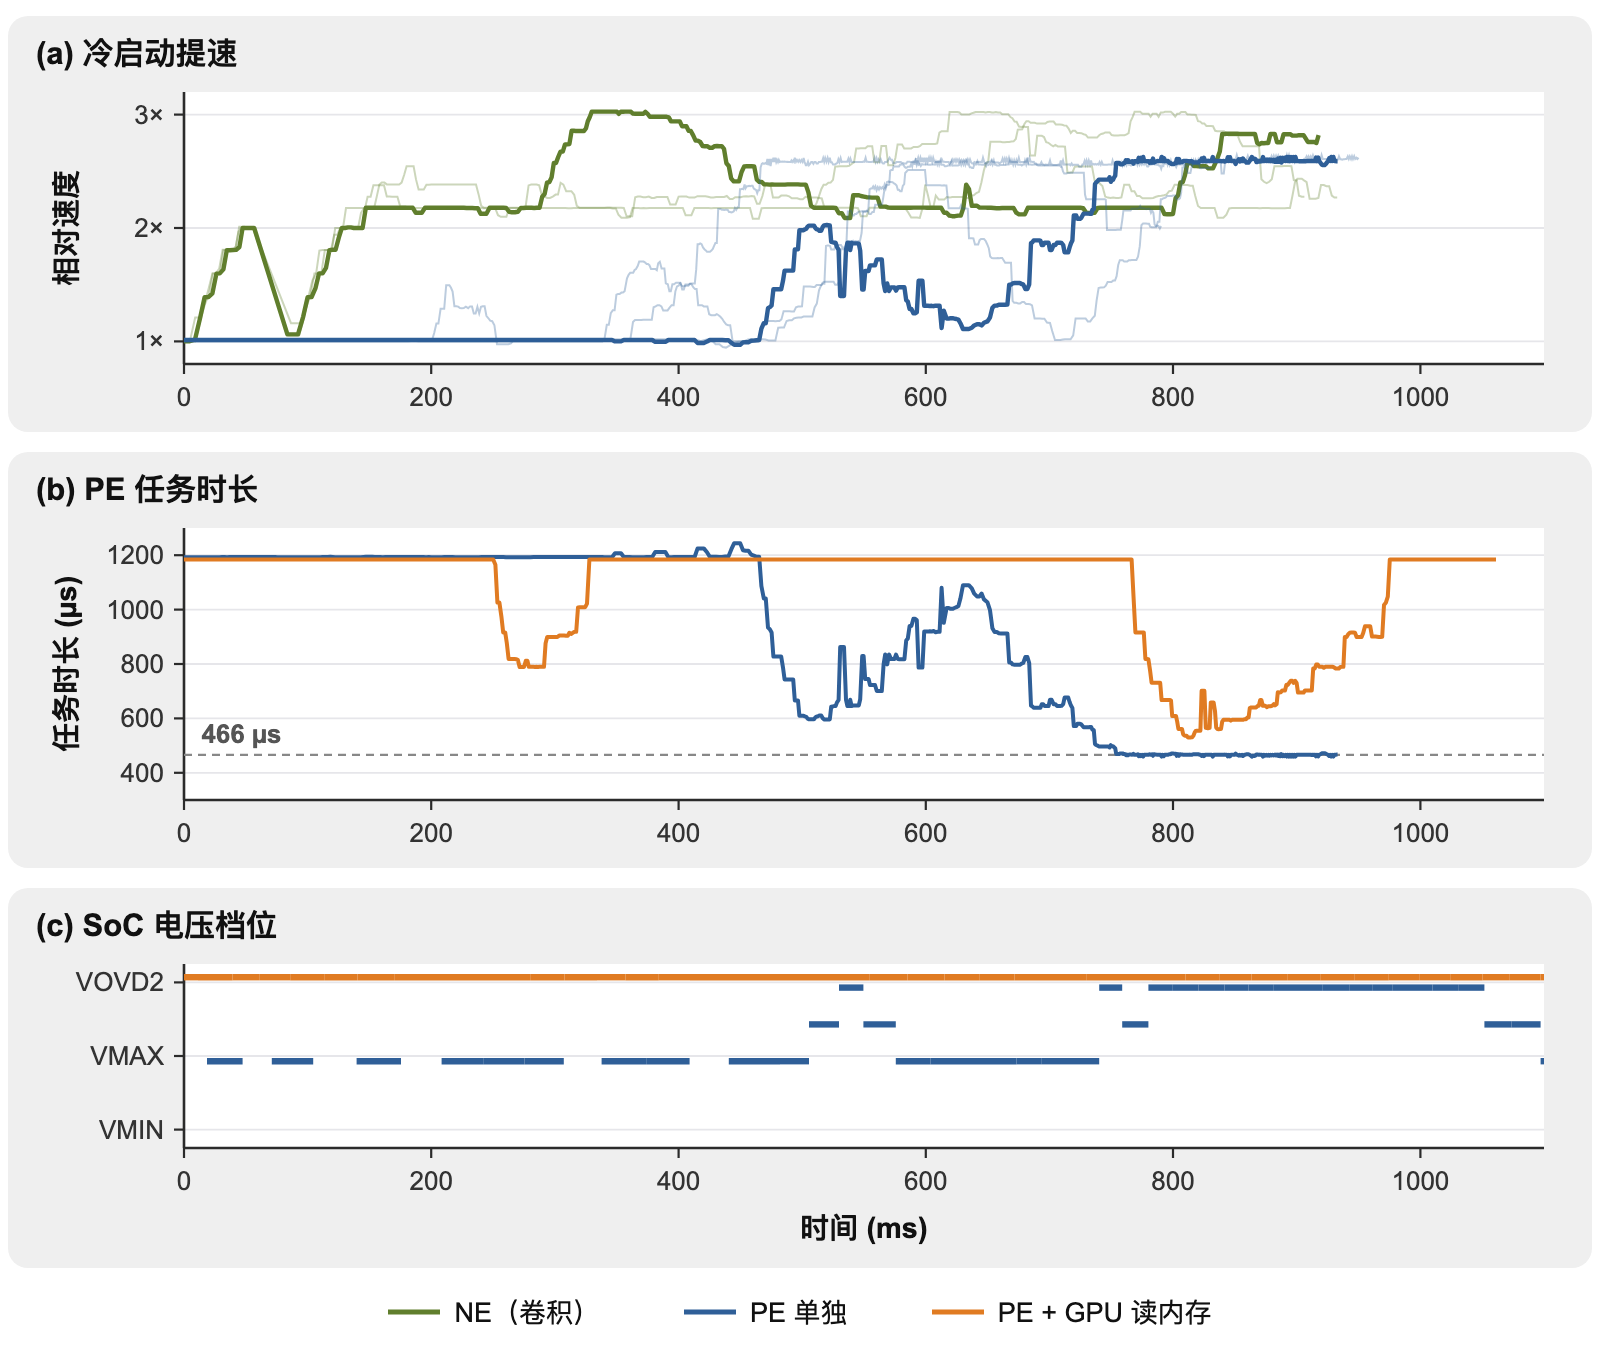 (a) 冷启动提速
相对速度
3×
2×
1×
0 200 400 600 800 1000
(b) PE 任务时长
任务时长 (μs)
1200
1000
800
600
466 μs
400
0 200 400 600 800 1000
(c) SoC 电压档位
VOVD2
VMAX
VMIN
0 200 400 600 800 1000
时间 (ms)
NE（卷积） PE 单独 PE + GPU 读内存